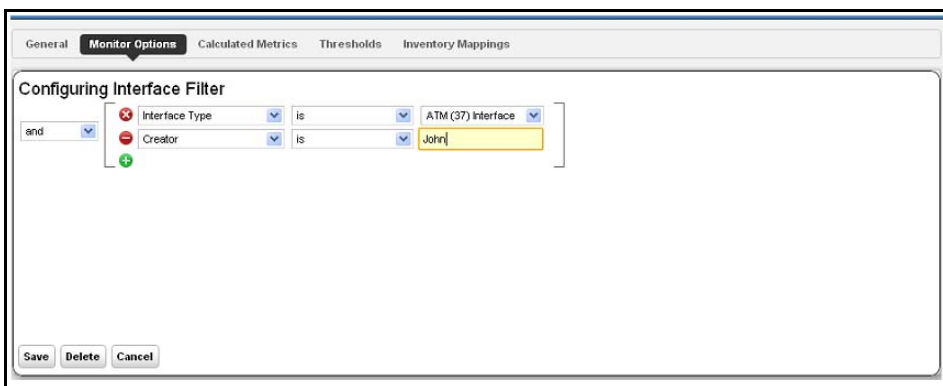 General Monitor Options Calculated Metrics Thresholds Inventory Mappings
Configuring Interface Filter
Interface Type is ATM (37) Interface
and
Creator is John
Save Delete Cancel